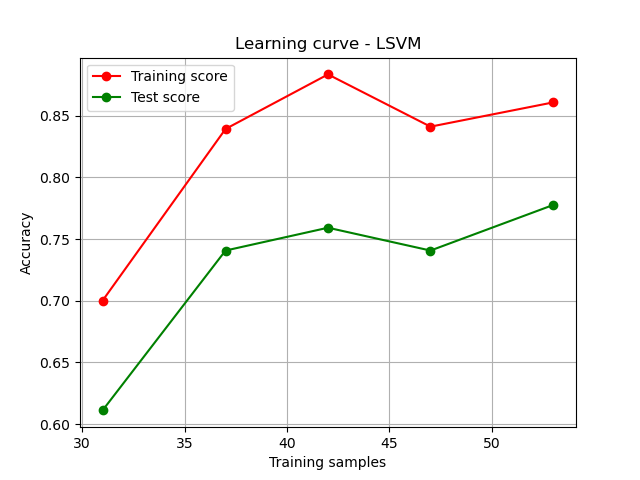 Learning curve - LSVM
Training score
Test score
Accuracy
0.85
0.80
0.75
0.70
0.65
0.60
30 35 40 45 50
Training samples